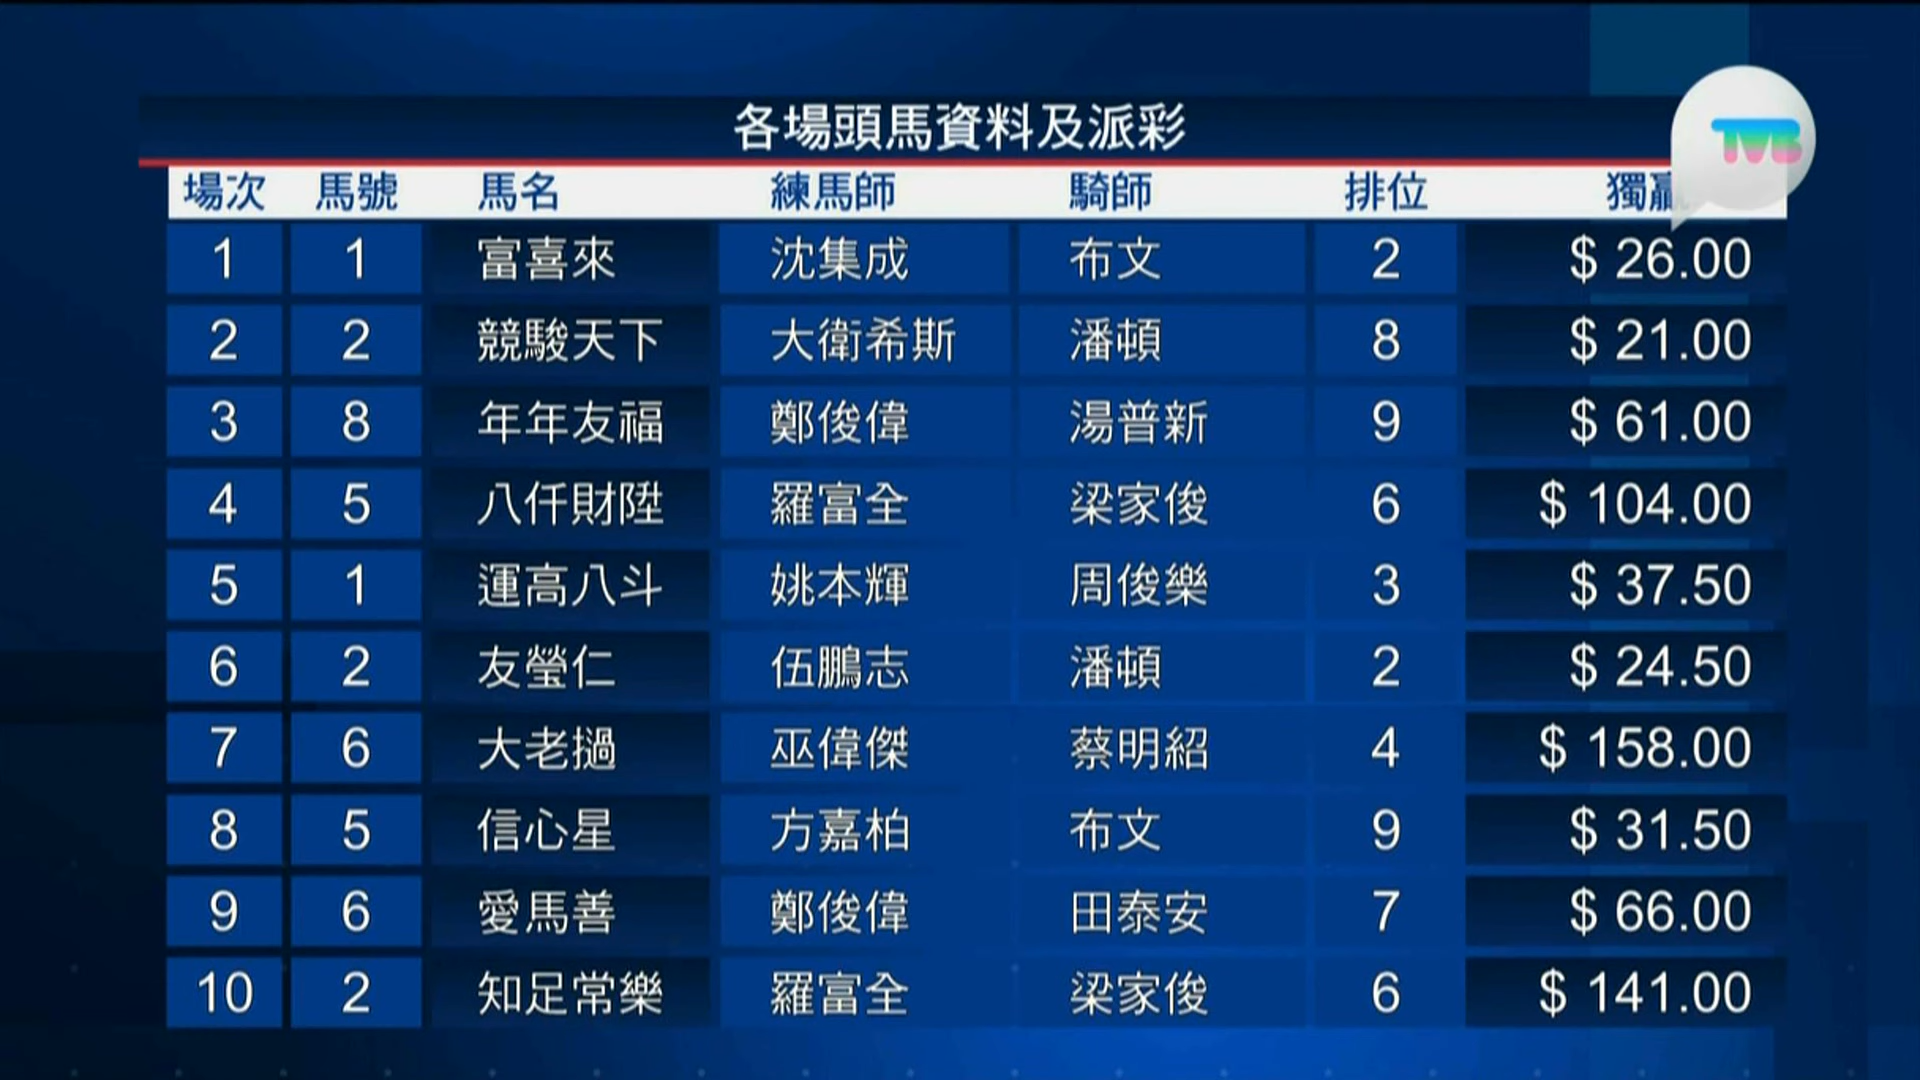 各場頭馬資料及派彩
TVB
場次 馬號 馬名 練馬師 騎師 排位 獨贏
1 1 富喜來 沈集成 布文 2 $ 26.00
2 2 競駿天下 大衛希斯 潘頓 8 $ 21.00
3 8 年年友福 鄭俊偉 湯普新 9 $ 61.00
4 5 八仟財陞 羅富全 梁家俊 6 $ 104.00
5 1 運高八斗 姚本輝 周俊樂 3 $ 37.50
6 2 友瑩仁 伍鵬志 潘頓 2 $ 24.50
7 6 大老撾 巫偉傑 蔡明紹 4 $ 158.00
8 5 信心星 方嘉柏 布文 9 $ 31.50
9 6 愛馬善 鄭俊偉 田泰安 7 $ 66.00
10 2 知足常樂 羅富全 梁家俊 6 $ 141.00